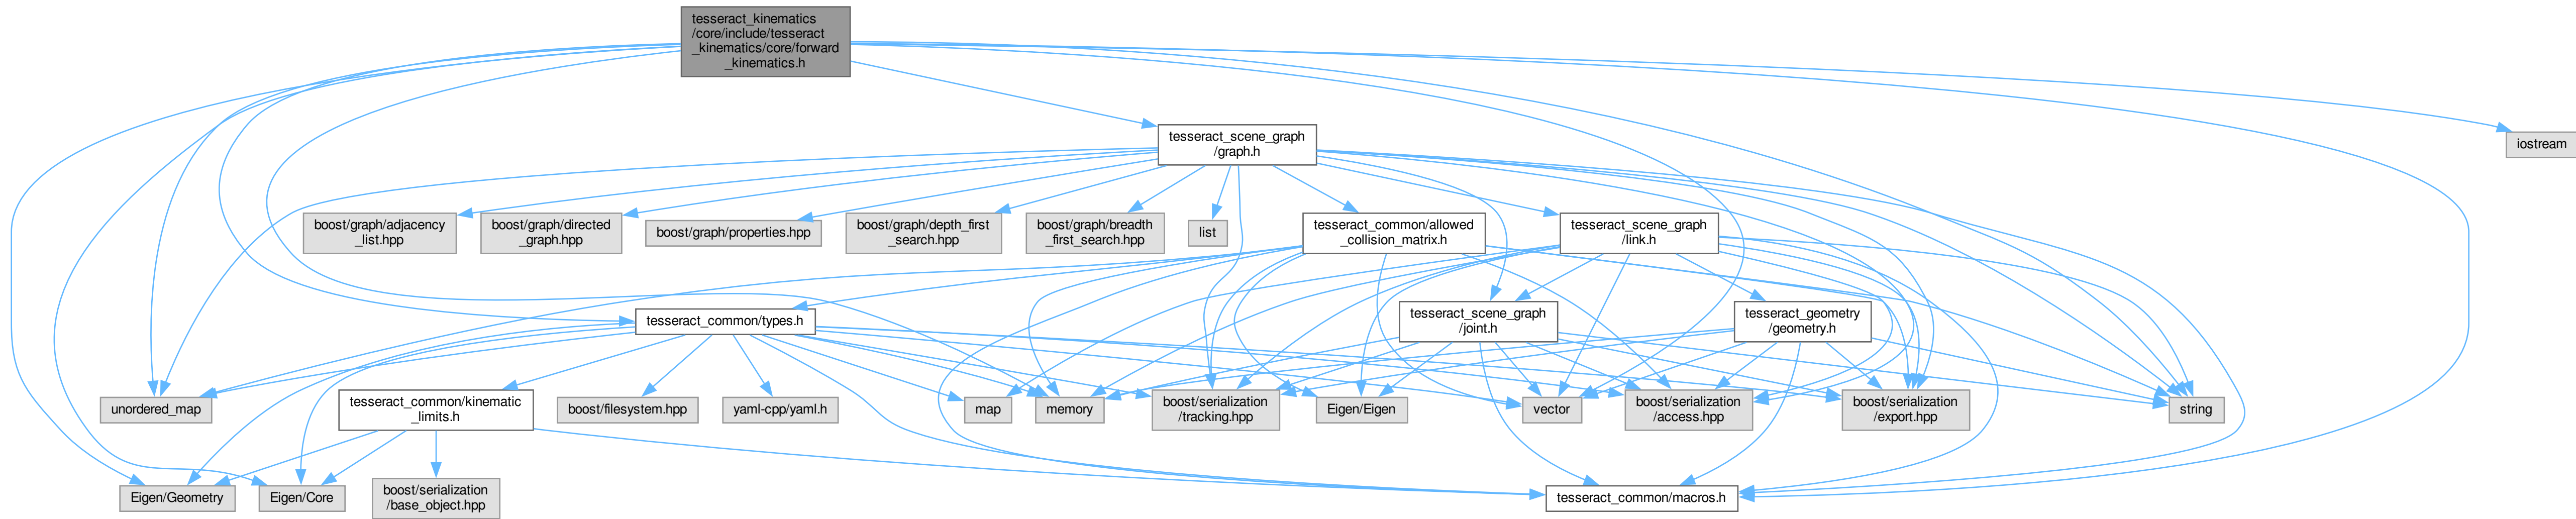 tesseract_kinematics
/core/include/tesseract
_kinematics/core/forward
_kinematics.h
tesseract_scene_graph
/graph.h
iostream
boost/graph/adjacency
_list.hpp
boost/graph/directed
_graph.hpp
boost/graph/properties.hpp
boost/graph/depth_first
_search.hpp
boost/graph/breadth
_first_search.hpp
list
tesseract_common/allowed
_collision_matrix.h
tesseract_scene_graph
/link.h
tesseract_common/types.h
tesseract_scene_graph
/joint.h
tesseract_geometry
/geometry.h
unordered_map
tesseract_common/kinematic
_limits.h
boost/filesystem.hpp
yaml-cpp/yaml.h
map
memory
boost/serialization
/tracking.hpp
Eigen/Eigen
vector
boost/serialization
/access.hpp
boost/serialization
/export.hpp
string
Eigen/Geometry
Eigen/Core
boost/serialization
/base_object.hpp
tesseract_common/macros.h